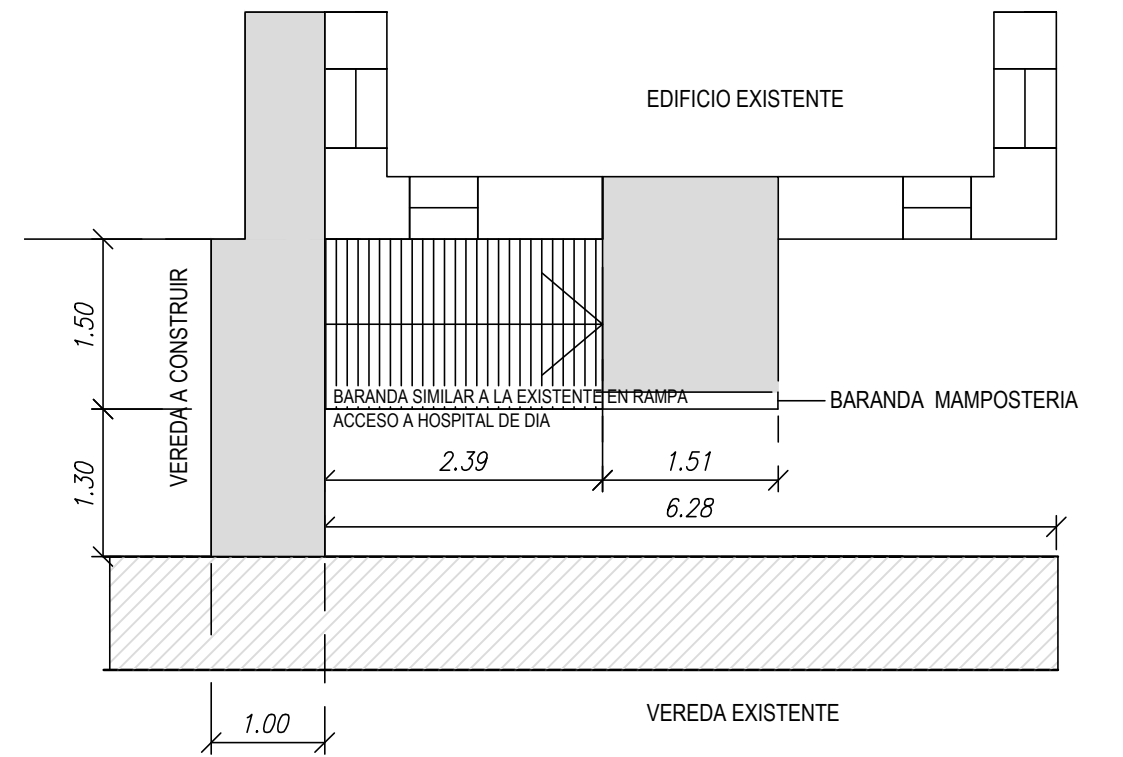 EDIFICIO EXISTENTE
VEREDA A CONSTRUIR
1.50
BARANDA SIMILAR A LA EXISTENTE EN RAMPA
ACCESO A HOSPITAL DE DIA
BARANDA MAMPOSTERIA
1.30
2.39
1.51
6.28
1.00
VEREDA EXISTENTE